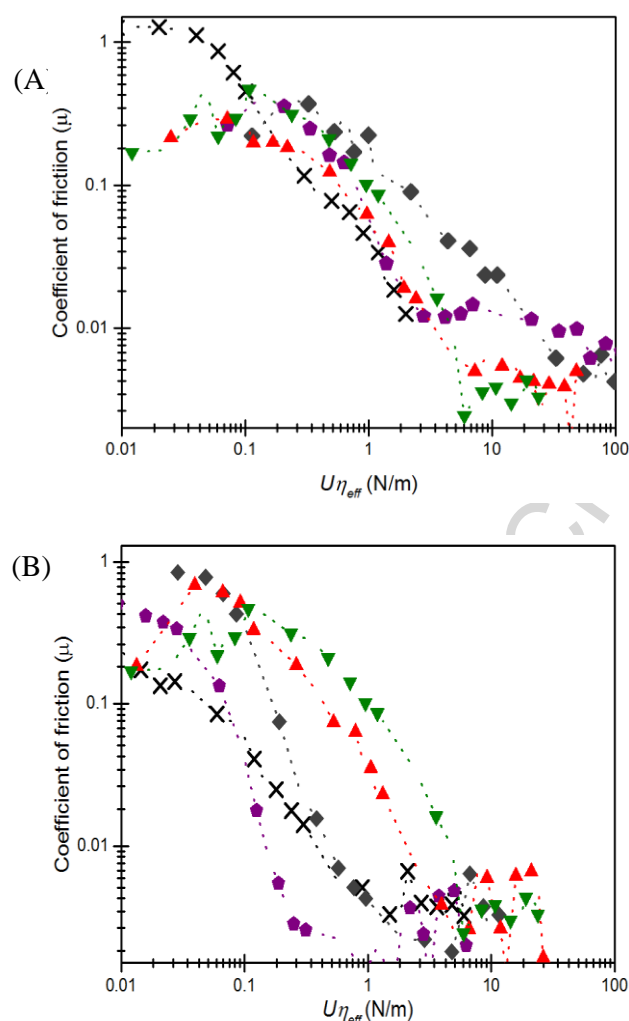 (A)
Coefficient of friction (μ)
1
0.1
0.01
0.01 0.1 1 10 100
Uη_eff (N/m)
(B)
Coefficient of friction (μ)
1
0.1
0.01
0.01 0.1 1 10 100
Uη_eff (N/m)